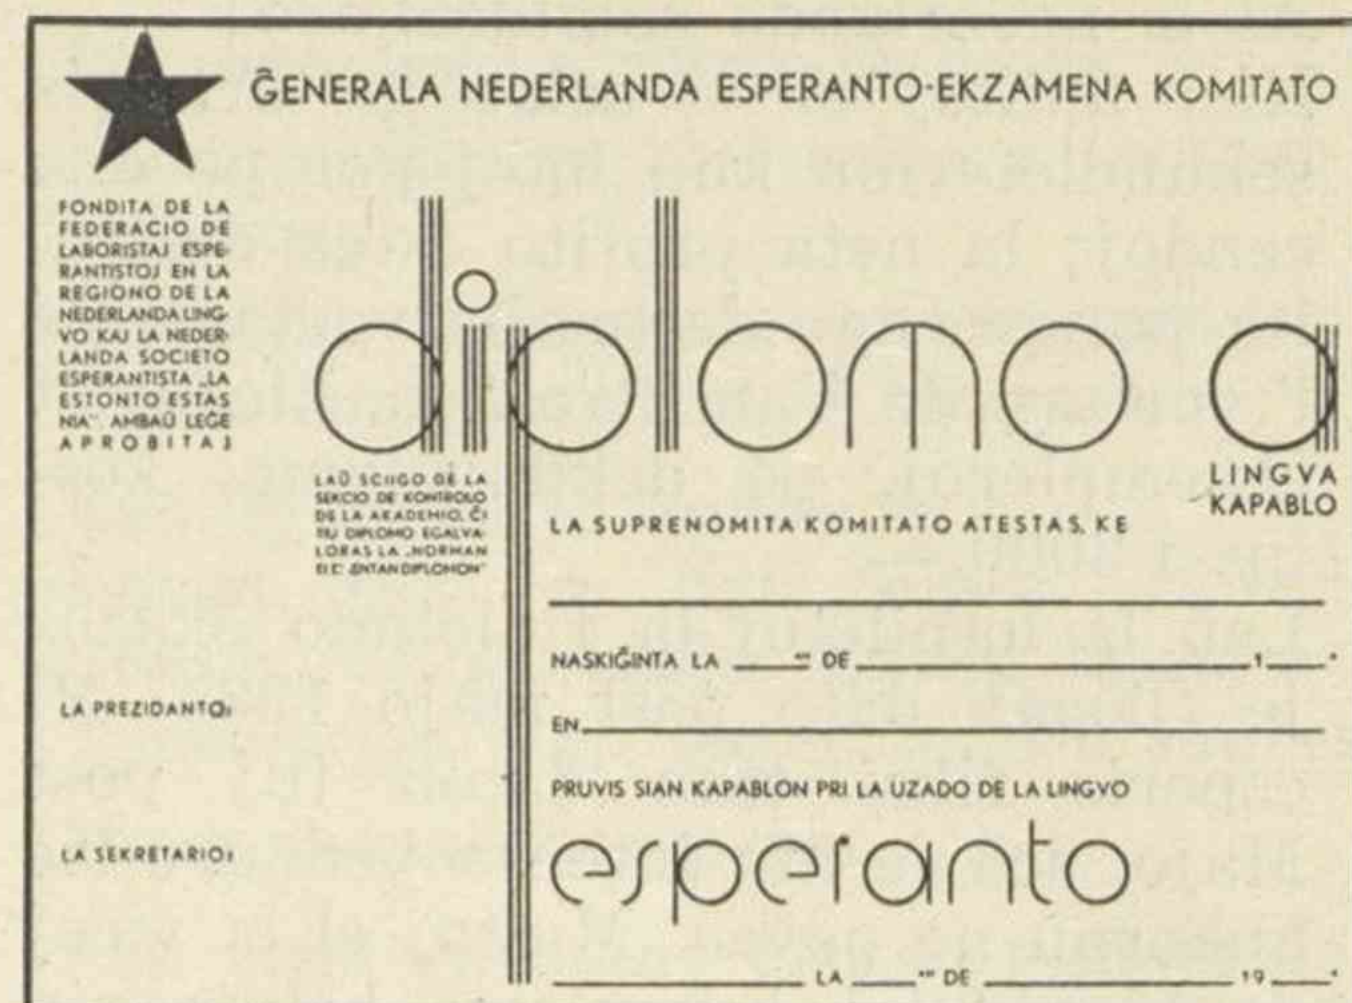 ĜENERALA NEDERLANDA ESPERANTO-EKZAMENA KOMITATO
FONDITA DE LA
FEDERACIO DE
LABORISTAJ ESPE-
RANTISTOJ EN LA
REGIONO DE LA
NEDERLANDA LING-
VO KAJ LA NEDER-
LANDA SOCIETO
ESPERANTISTA „LA
ESTONTO ESTAS
NIA”. AMBAŬ LEĜE
APROBITAJ
diplomo a
LINGVA
KAPABLO
LAŬ SCIIGO DE LA
SEKCIO DE KONTROLO
DE LA AKADEMIO, ĈI
TIU DIPLOMO EGALVA-
LORAS LA „NORMAN
LA SUPRENOMITA KOMITATO ATESTAS, KE
NASKIĜINTA LA DE 1
EN
PRUVIS SIAN KAPABLON PRI LA UZADO DE LA LINGVO
esperanto
LA DE 19
LA PREZIDANTO:
LA SEKRETARIO: